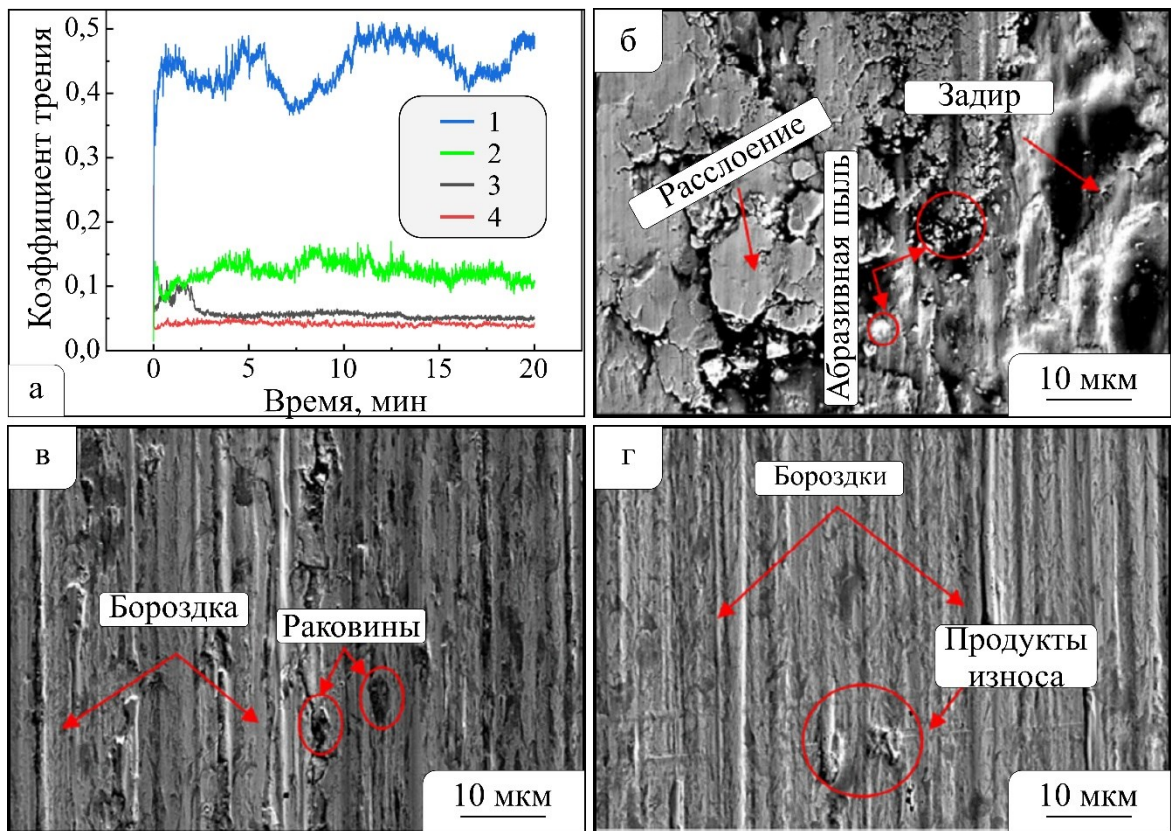 Коэффициент трения
0,5
0,4
0,3
0,2
0,1
0,0
1
2
3
4
0
5
10
15
20
Время, мин
а
б
Расслоение
Абразивная пыль
Задир
10 мкм
в
Бороздка
Раковины
10 мкм
г
Бороздки
Продукты
износа
10 мкм